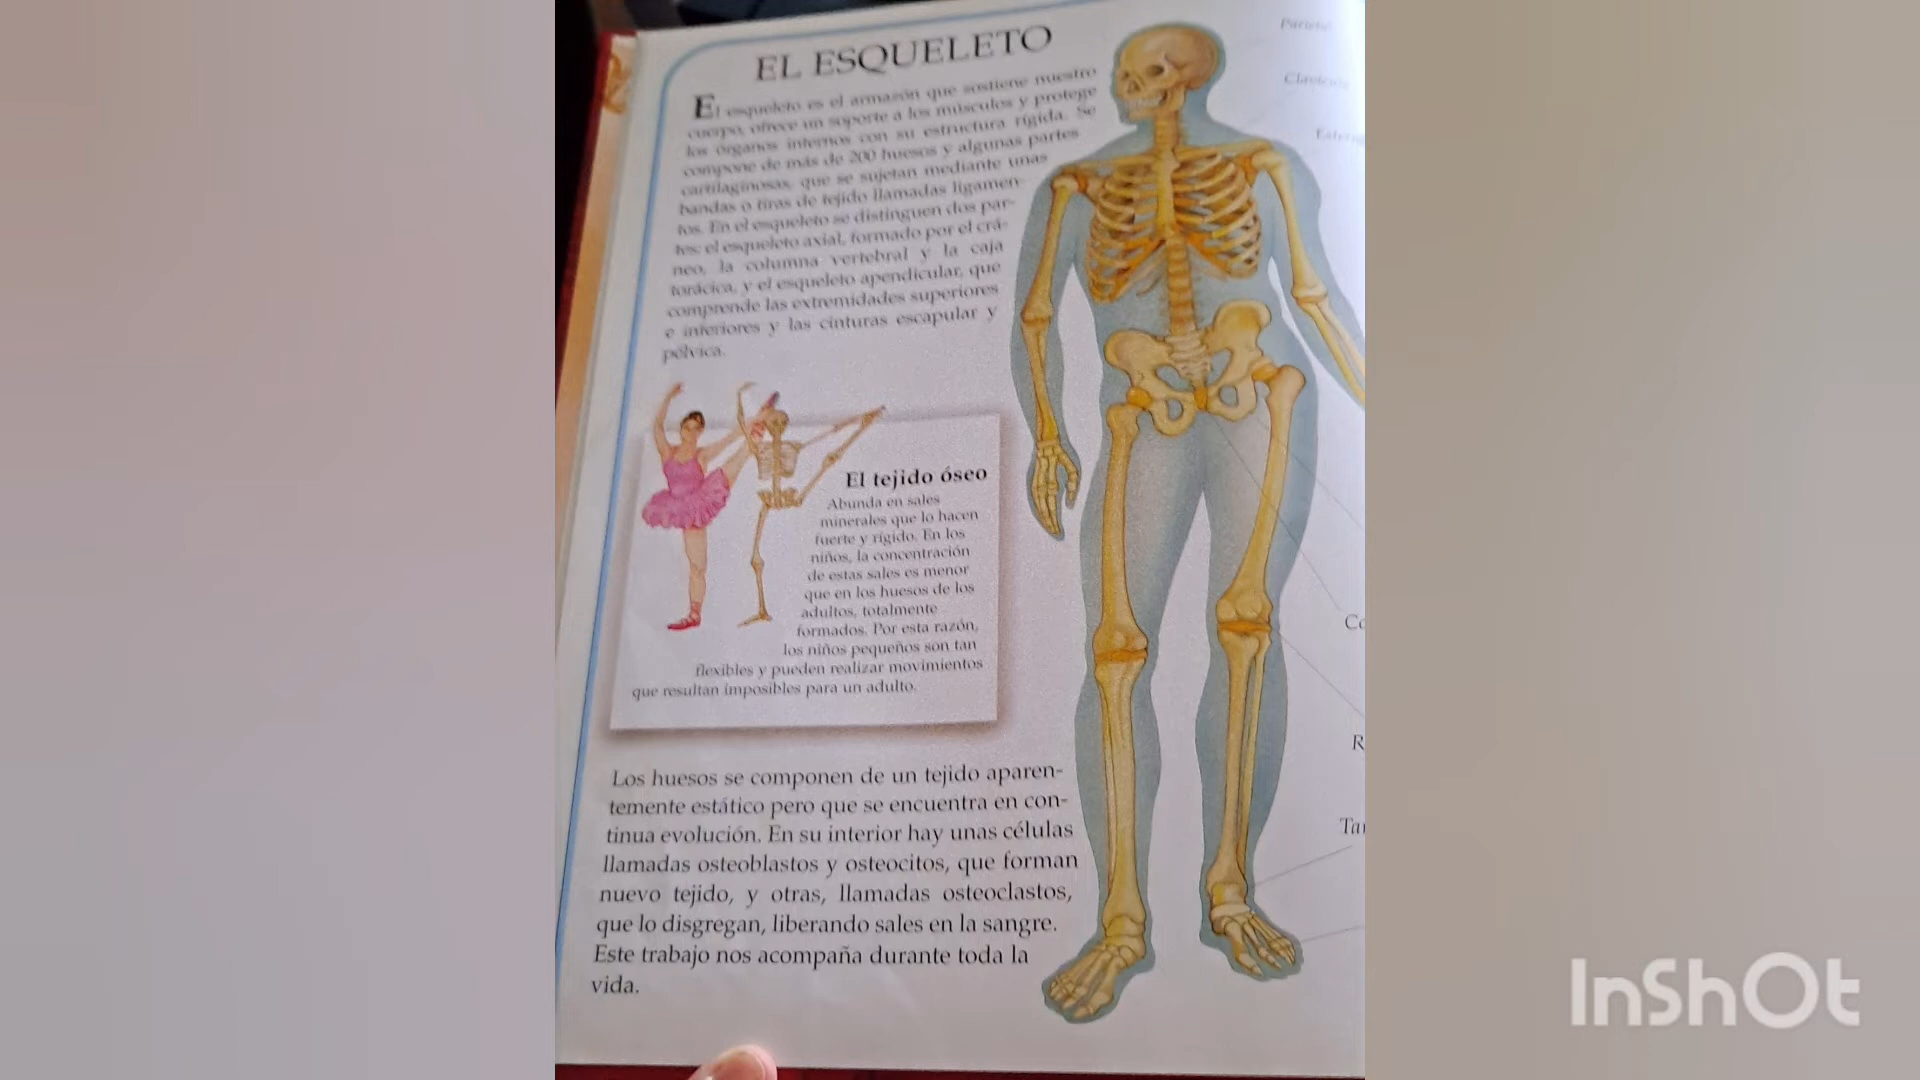 EL ESQUELETO
El esqueleto es el armazón que sostiene nuestro
cuerpo, ofrece un soporte a los músculos y protege
los órganos internos con su estructura rígida. Se
compone de más de 200 huesos y algunas partes
cartilaginosas, que se sujetan mediante unas
bandas o tiras de tejido llamadas ligamen-
tos. En el esqueleto se distinguen dos par-
tes: el esqueleto axial, formado por el crá-
neo, la columna vertebral y la caja
torácica, y el esqueleto apendicular, que
comprende las extremidades superiores
e inferiores y las cinturas escapular y
pélvica.
El tejido óseo
Abunda en sales
minerales que lo hacen
fuerte y rígido. En los
niños, la concentración
de estas sales es menor
que en los huesos de los
adultos, totalmente
formados. Por esta razón,
los niños pequeños son tan
flexibles y pueden realizar movimientos
que resultan imposibles para un adulto.
Los huesos se componen de un tejido aparen-
temente estático pero que se encuentra en con-
tinua evolución. En su interior hay unas células
llamadas osteoblastos y osteocitos, que forman
nuevo tejido, y otras, llamadas osteoclastos,
que lo disgregan, liberando sales en la sangre.
Este trabajo nos acompaña durante toda la
vida.
Parietal
Clavícula
Co
R
Tar
InShOt